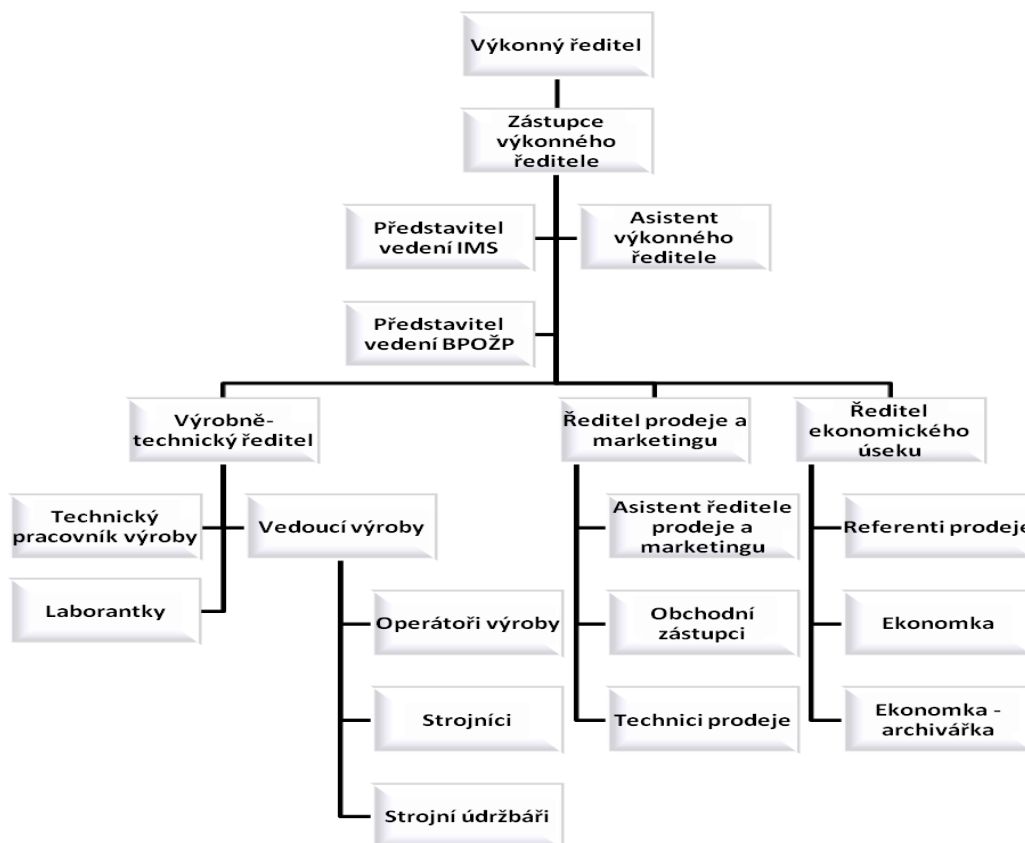 Výkonný ředitel
Zástupce
výkonného
ředitele
Představitel
vedení IMS
Asistent
výkonného
ředitele
Představitel
vedení BPOŽP
Výrobně-
technický ředitel
Ředitel prodeje a
marketingu
Ředitel
ekonomického
úseku
Technický
pracovník výroby
Vedoucí výroby
Asistent ředitele
prodeje a
marketingu
Referenti prodeje
Laborantky
Operátoři výroby
Obchodní
zástupci
Ekonomka
Strojníci
Technici prodeje
Ekonomka -
archivářka
Strojní údržbáři